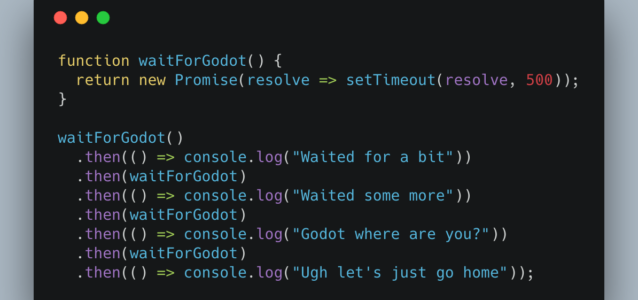 function waitForGodot() {
  return new Promise(resolve => setTimeout(resolve, 500));
}

waitForGodot()
  .then(() => console.log("Waited for a bit"))
  .then(waitForGodot)
  .then(() => console.log("Waited some more"))
  .then(waitForGodot)
  .then(() => console.log("Godot where are you?"))
  .then(waitForGodot)
  .then(() => console.log("Ugh let's just go home"));